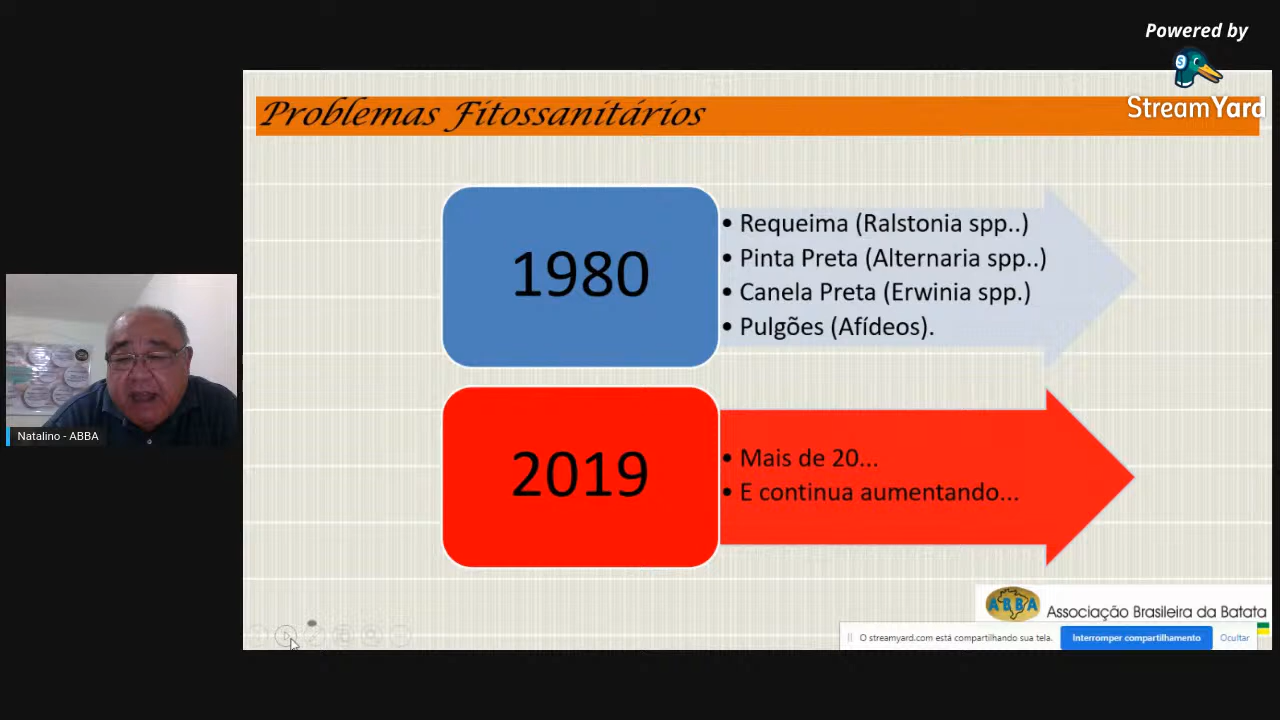 Powered by
StreamYard
Problemas Fitossanitários
1980
• Requeima (Ralstonia spp..)
• Pinta Preta (Alternaria spp..)
• Canela Preta (Erwinia spp.)
• Pulgões (Afídeos).
2019
• Mais de 20...
• E continua aumentando...
Natalino - ABBA
ABBA
Associação Brasileira da Batata
O streamyard.com está compartilhando sua tela.
Interromper compartilhamento
Ocultar